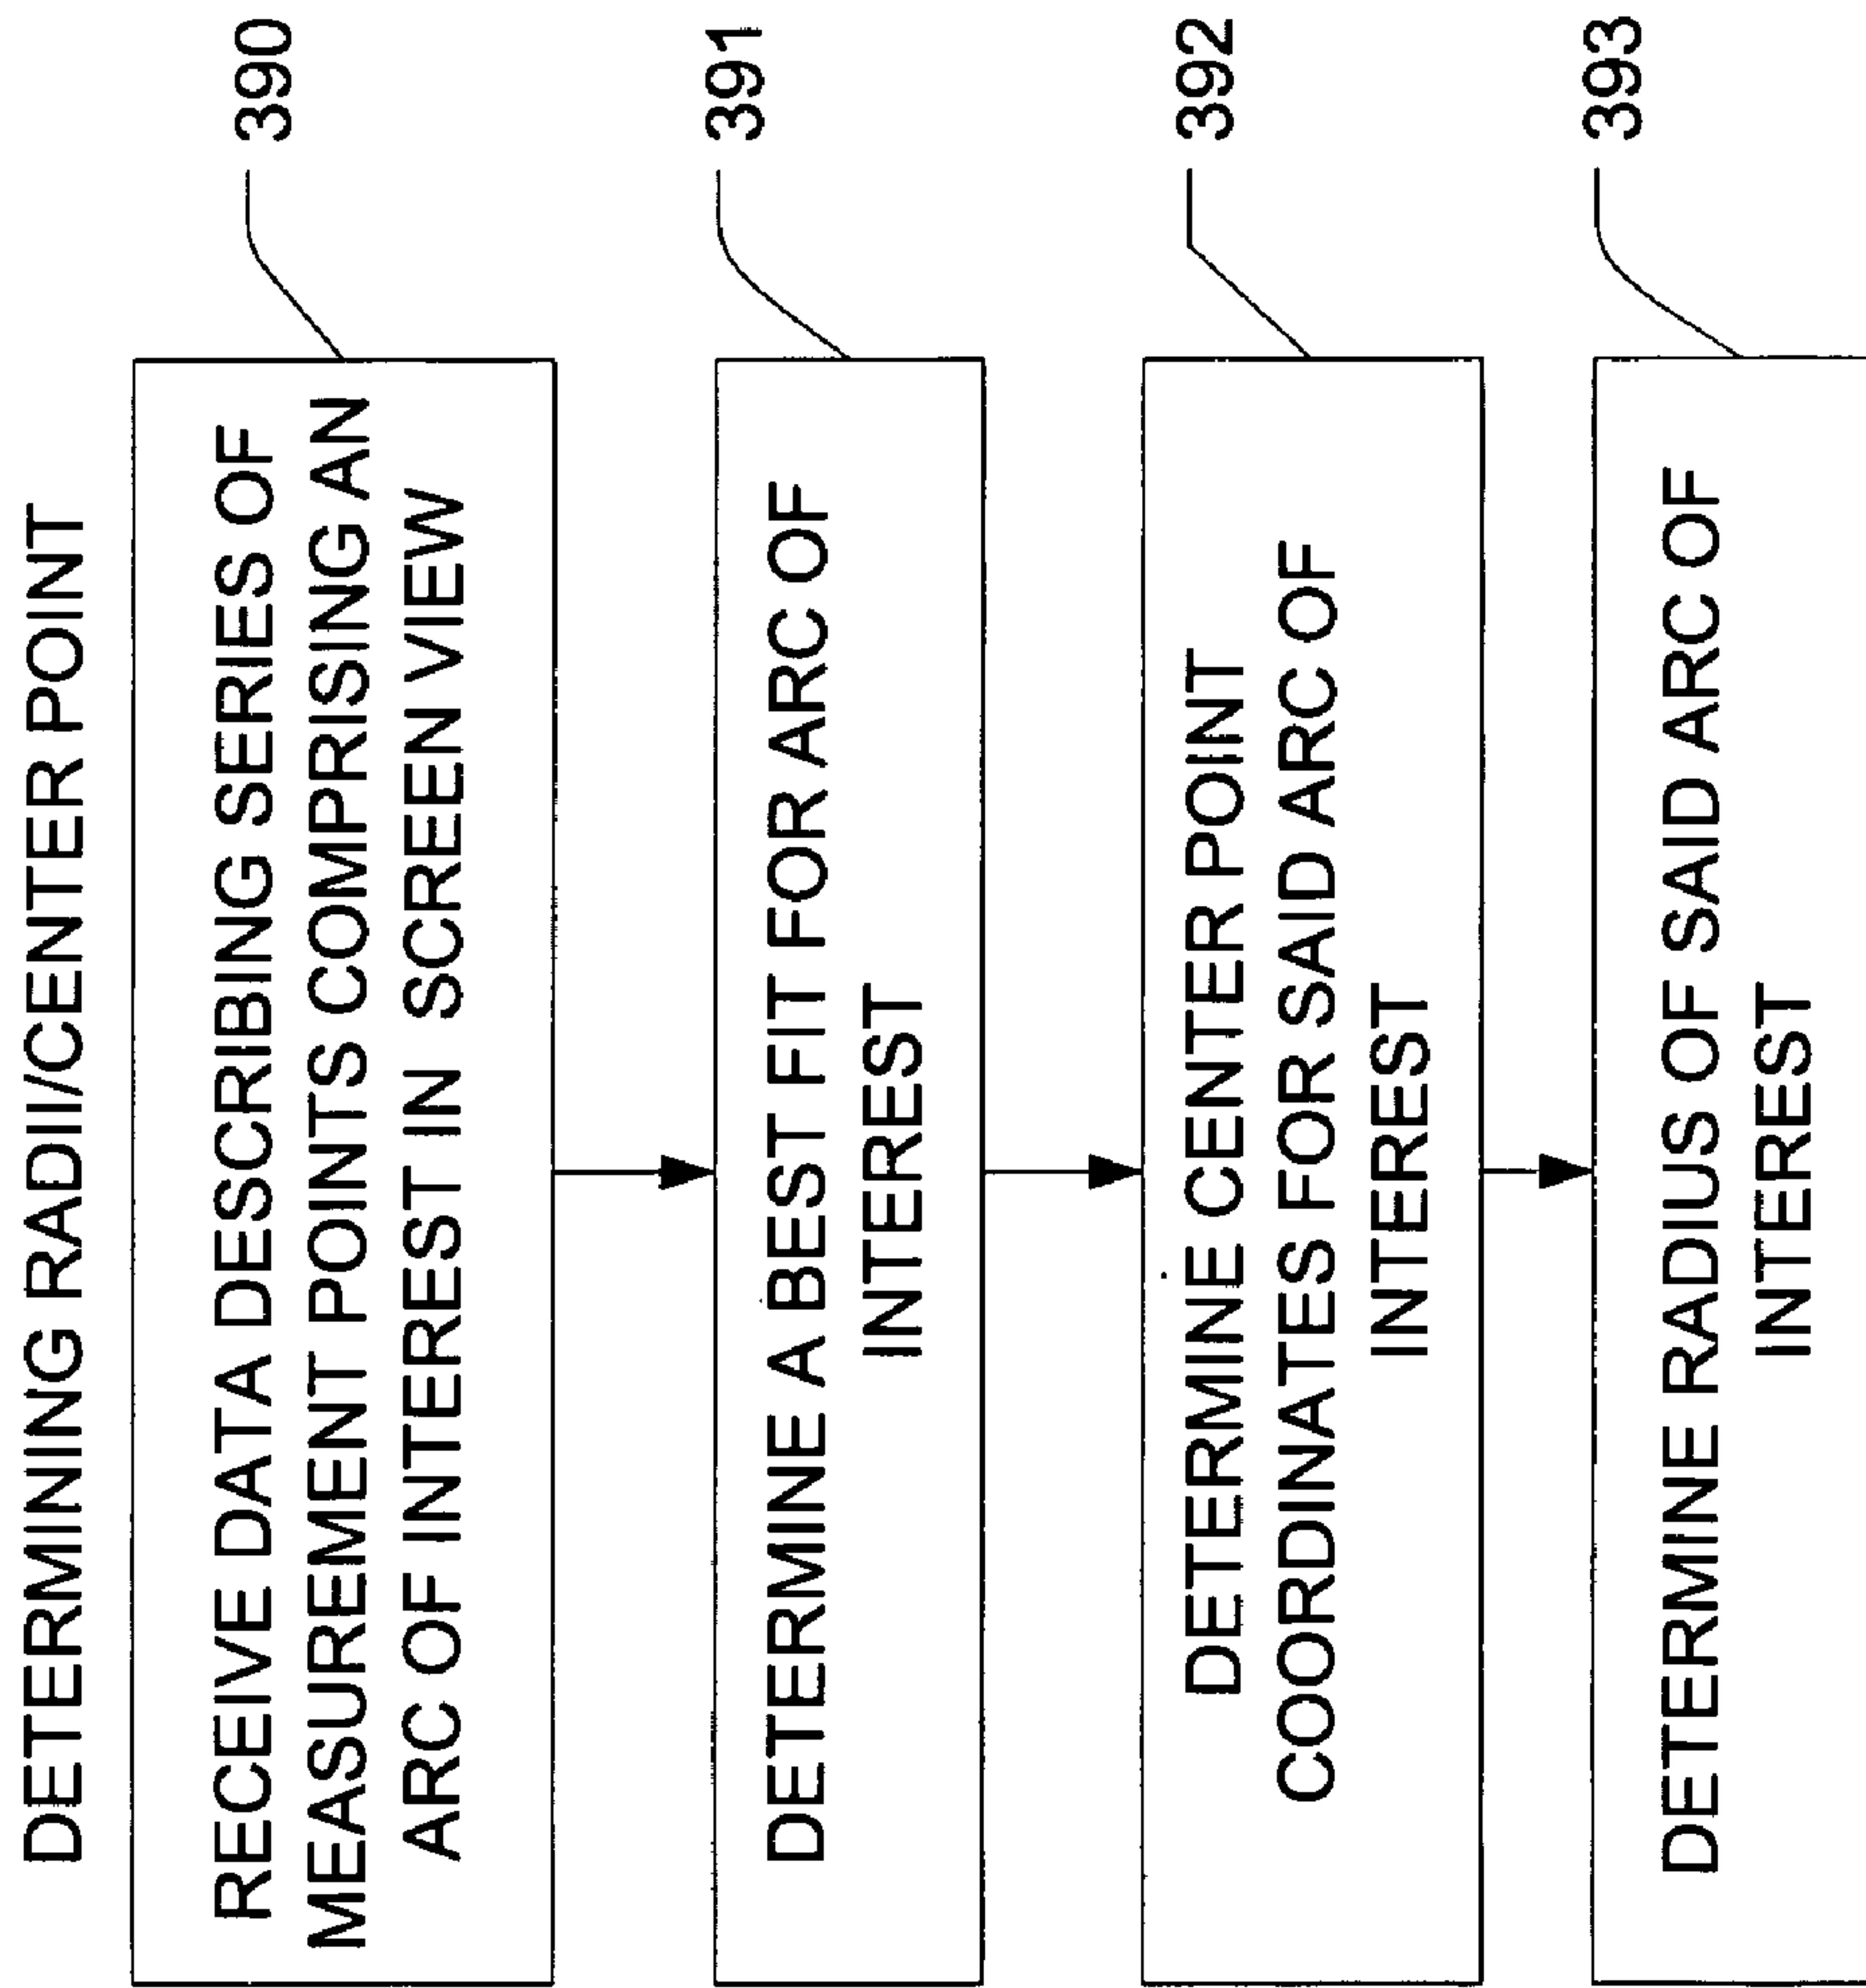 DETERMINING RADII/CENTER POINT
RECEIVE DATA DESCRIBING SERIES OF
MEASUREMENT POINTS COMPRISING AN
ARC OF INTEREST IN SCREEN VIEW
390
DETERMINE A BEST FIT FOR ARC OF
INTEREST
391
DETERMINE CENTER POINT
COORDINATES FOR SAID ARC OF
INTEREST
392
DETERMINE RADIUS OF SAID ARC OF
INTEREST
393